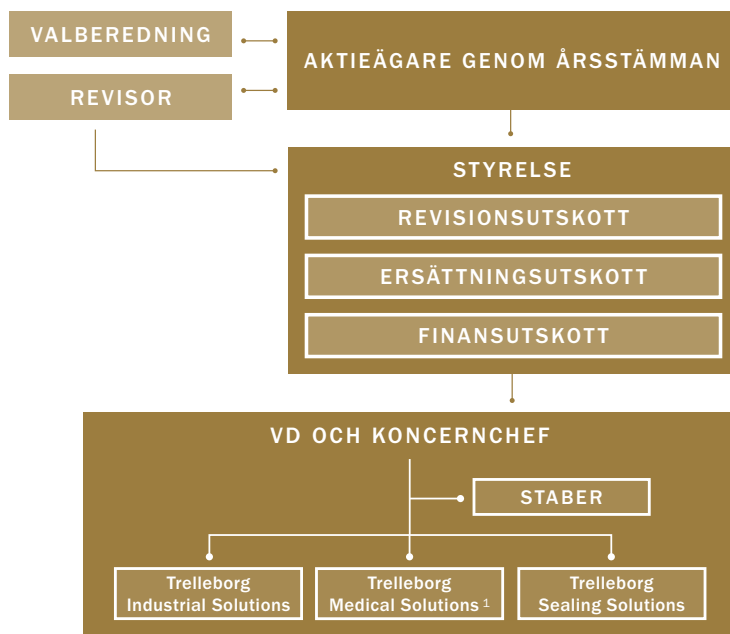 VALBEREDNING
REVISOR
AKTIEÄGARE GENOM ÅRSSTÄMMAN
STYRELSE
REVISIONSUTSKOTT
ERSÄTTNINGSUTSKOTT
FINANSUTSKOTT
VD OCH KONCERNCHEF
STABER
Trelleborg
Industrial Solutions
Trelleborg
Medical Solutions ¹
Trelleborg
Sealing Solutions